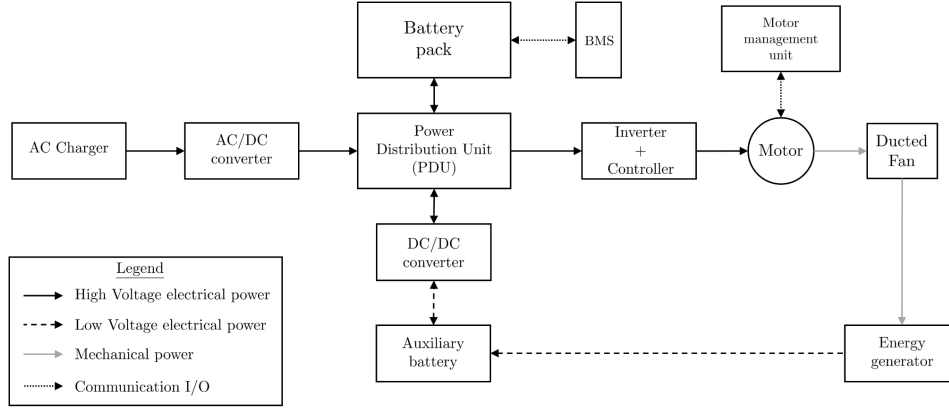 Battery
pack
BMS
Motor
management
unit
AC Charger
AC/DC
converter
Power
Distribution Unit
(PDU)
Inverter
+
Controller
Motor
Ducted
Fan
DC/DC
converter
Auxiliary
battery
Energy
generator
Legend
High Voltage electrical power
Low Voltage electrical power
Mechanical power
Communication I/O